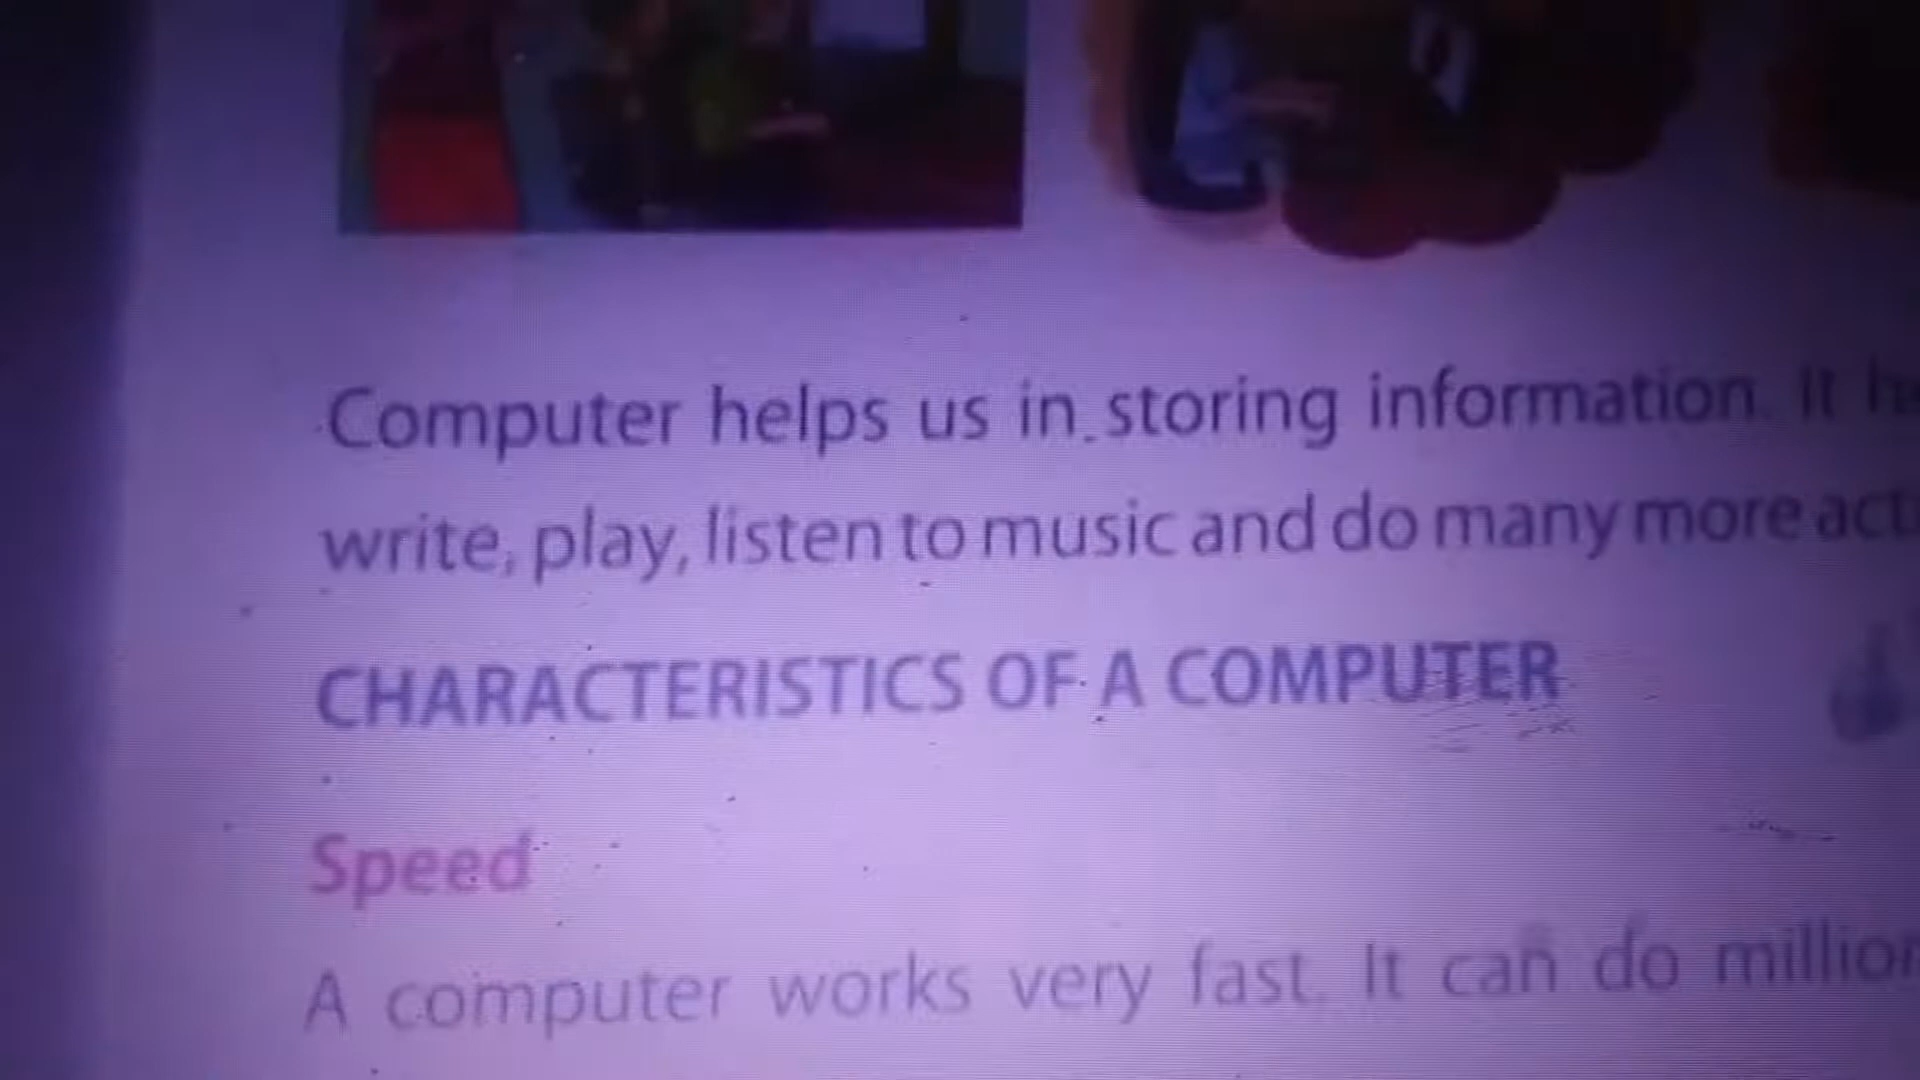 Computer helps us in storing information. It
write, play, listen to music and do many more
CHARACTERISTICS OF A COMPUTER
Speed
A computer works very fast. It can do